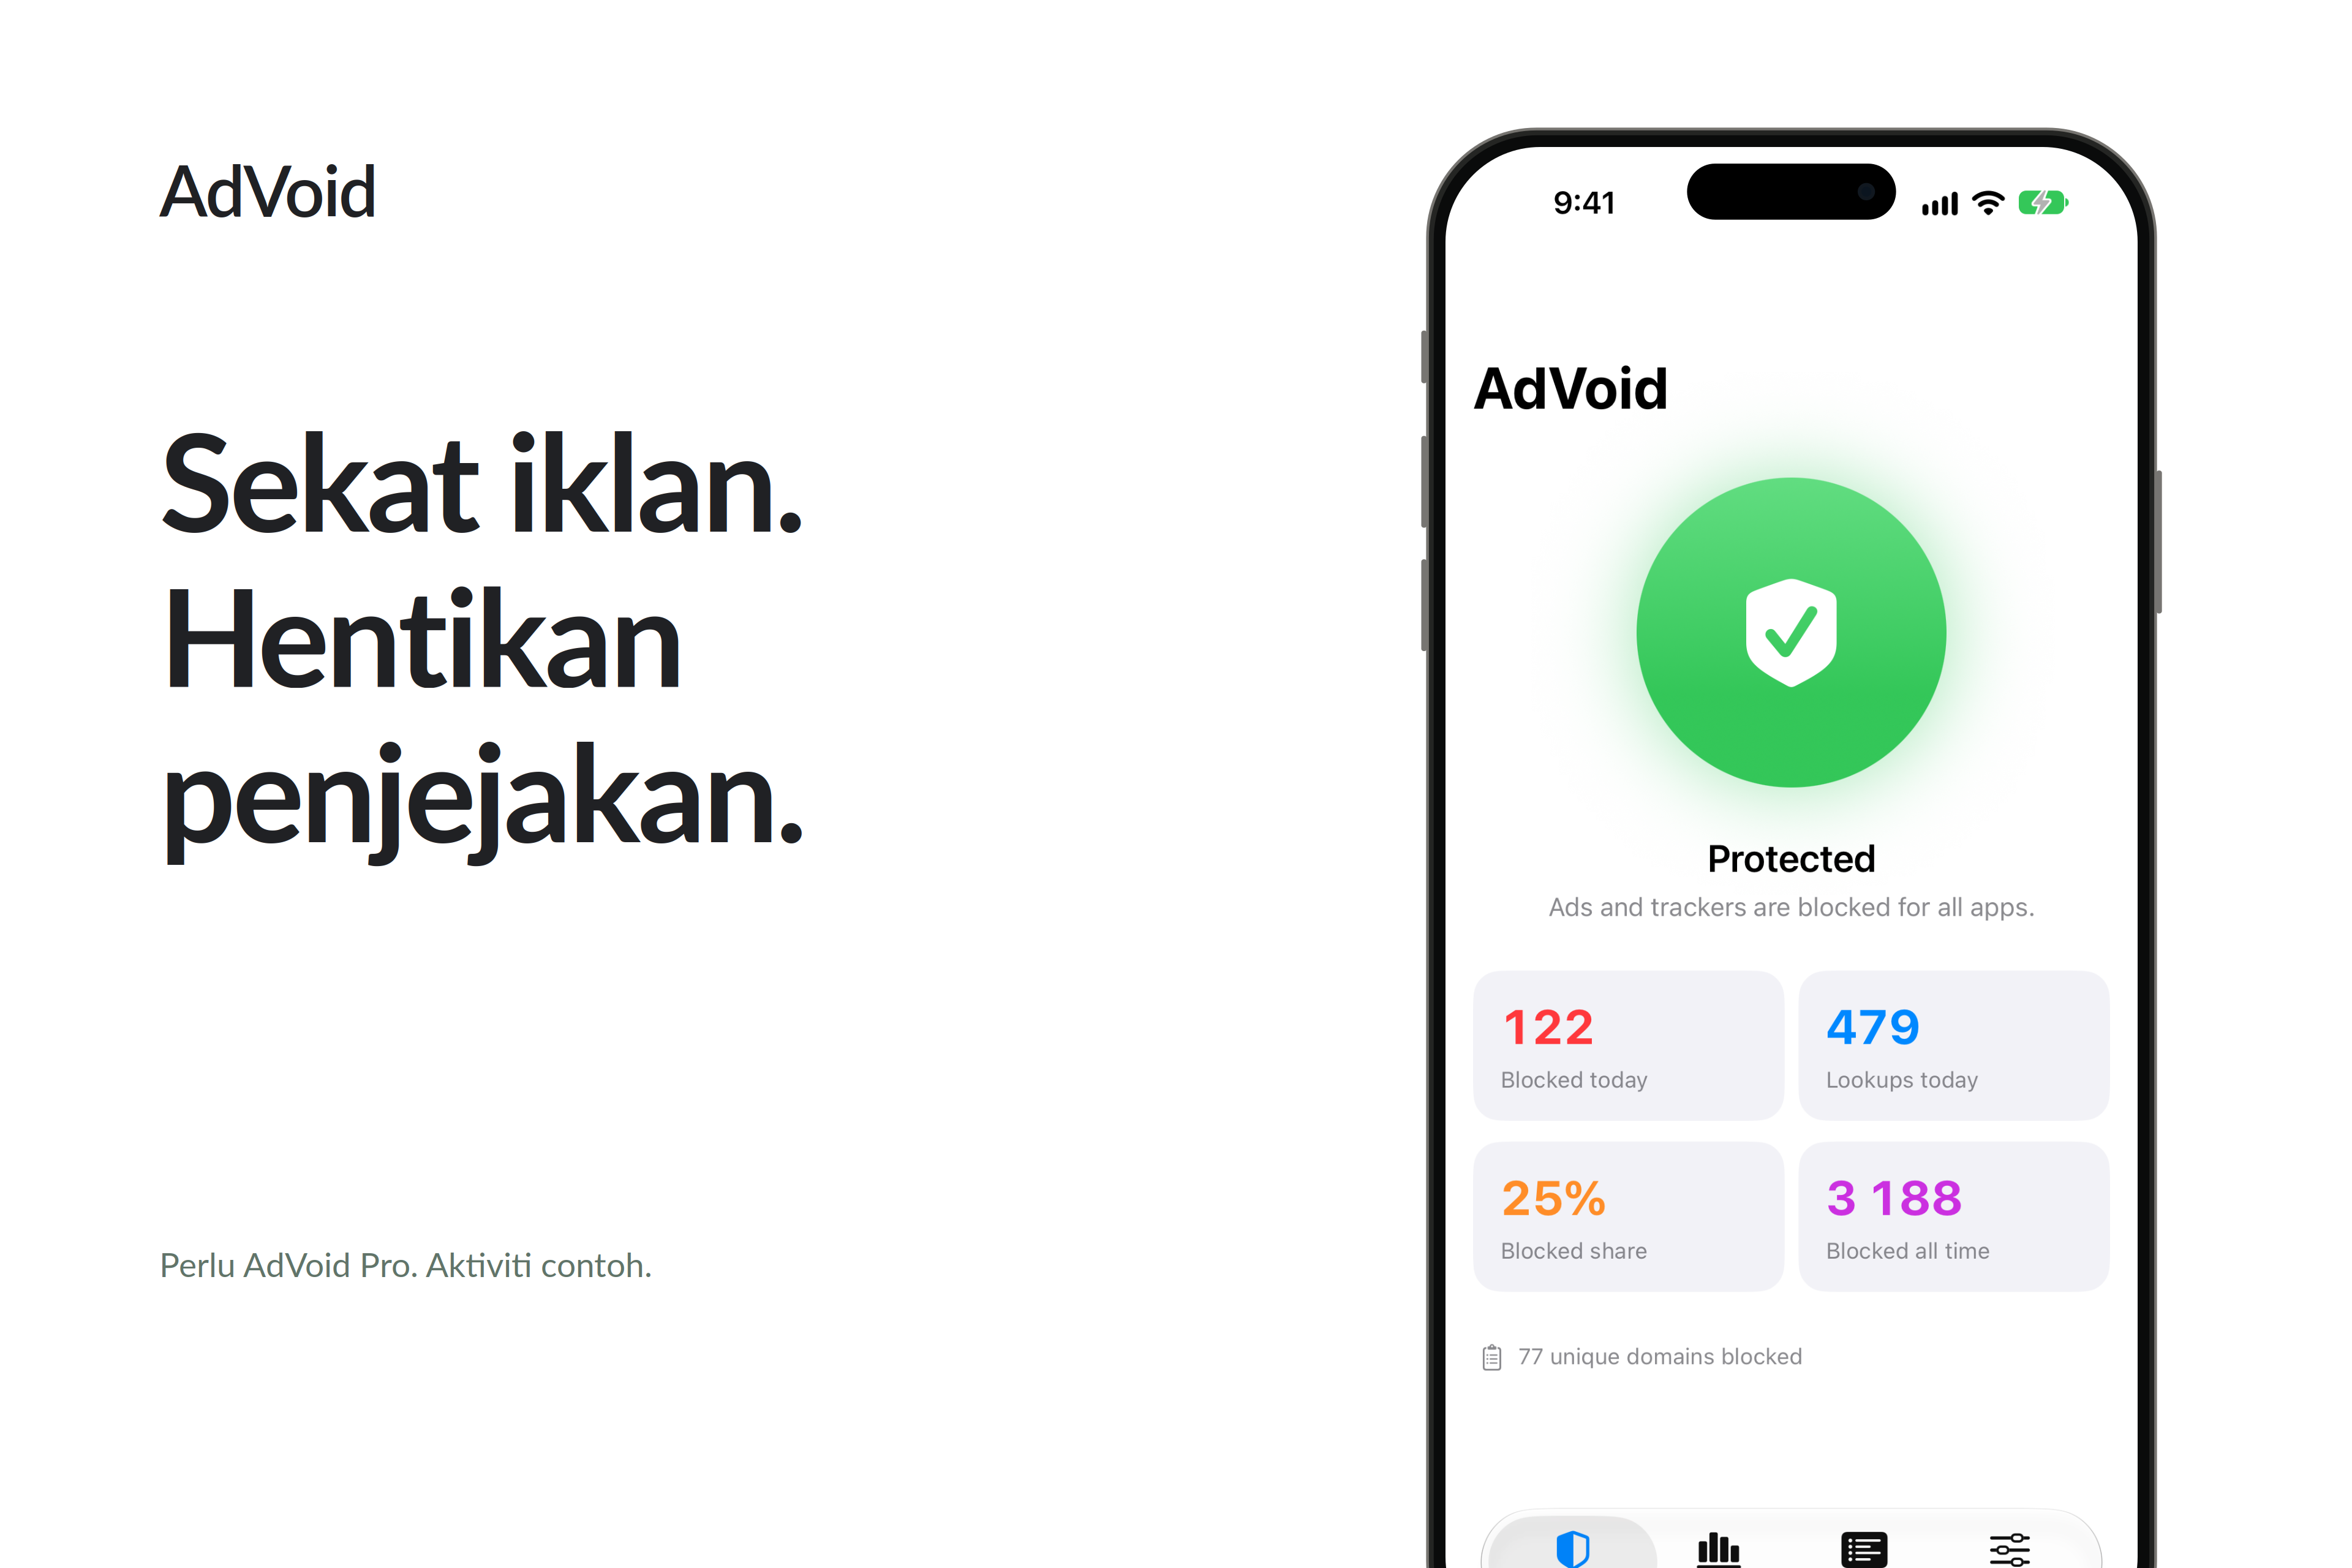 AdVoid
Sekat iklan.
Hentikan
penjejakan.
Perlu AdVoid Pro. Aktiviti contoh.
9:41
AdVoid
Protected
Ads and trackers are blocked for all apps.
122
Blocked today
479
Lookups today
25%
Blocked share
3 188
Blocked all time
77 unique domains blocked